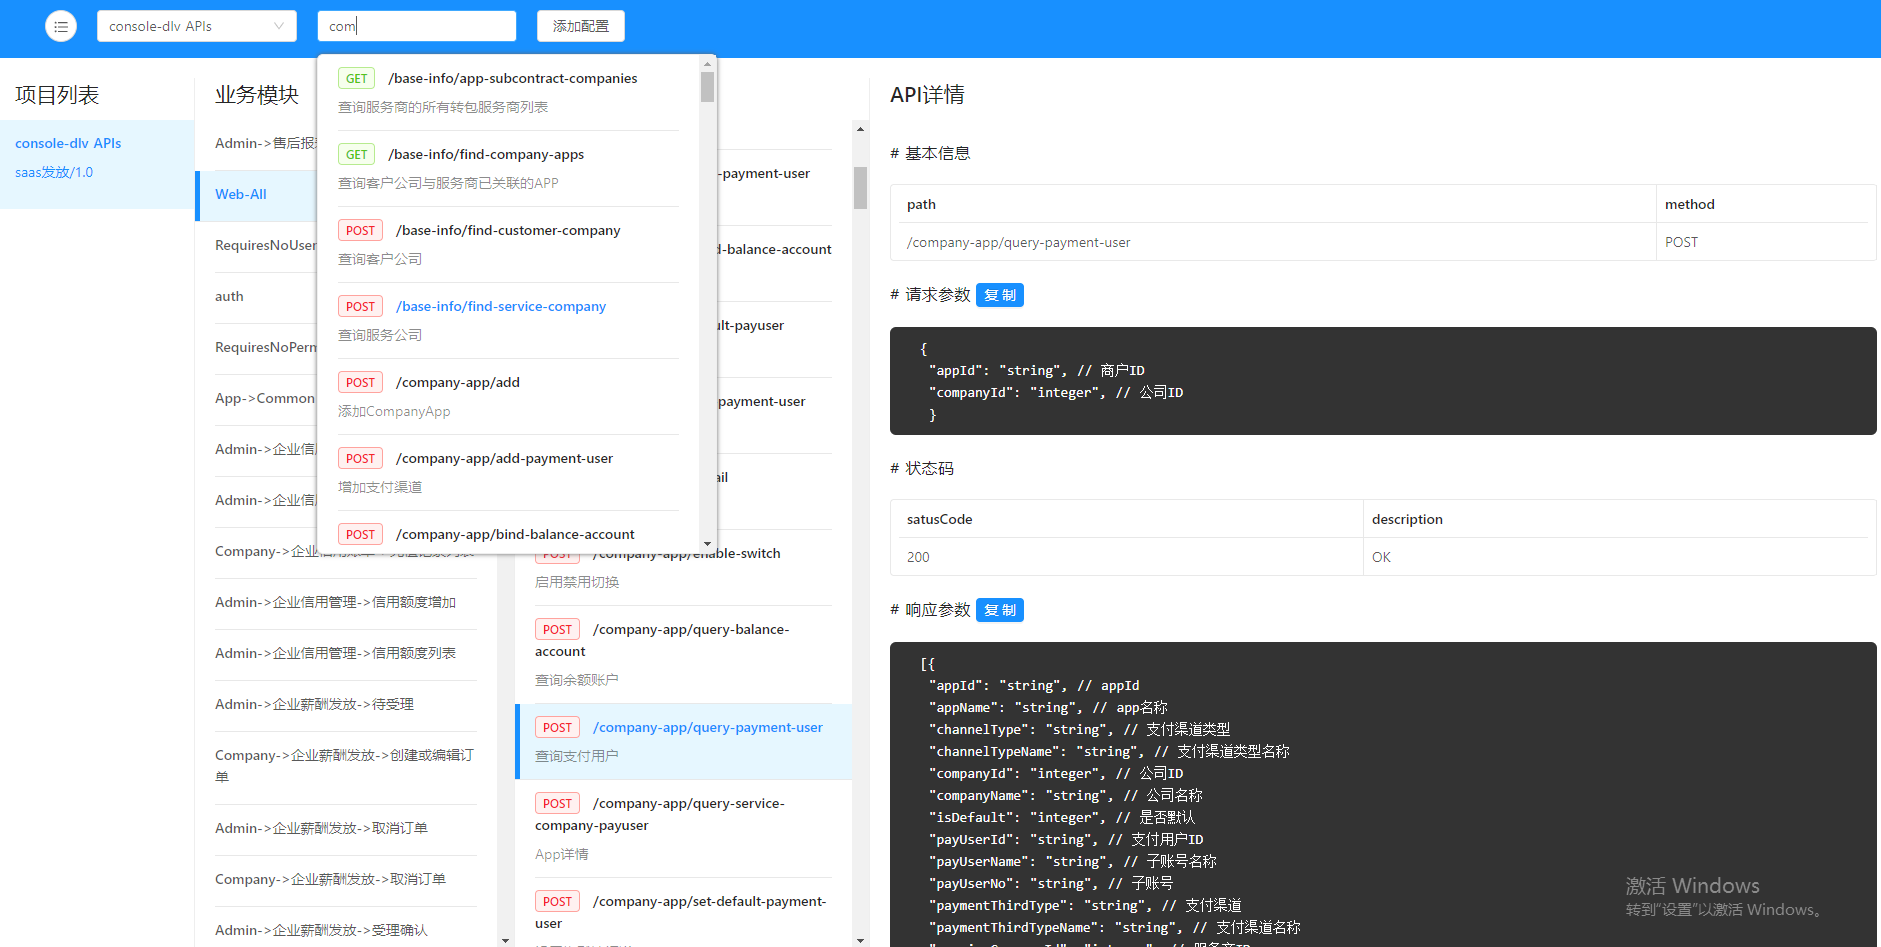 console-dlv APIs
com
添加配置
项目列表
console-dlv APIs
saas发放/1.0
业务模块
Admin->售后报
Web-All
RequiresNoUser
auth
RequiresNoPerm
App->Common
Admin->企业信
Admin->企业信
Company->企业
Admin->企业信用管理->信用额度增加
Admin->企业信用管理->信用额度列表
Admin->企业薪酬发放->待受理
Company->企业薪酬发放->创建或编辑订
单
Admin->企业薪酬发放->取消订单
Company->企业薪酬发放->取消订单
Admin->企业薪酬发放->受理确认
GET /base-info/app-subcontract-companies
查询服务商的所有转包服务商列表
GET /base-info/find-company-apps
查询客户公司与服务商已关联的APP
POST /base-info/find-customer-company
查询客户公司
POST /base-info/find-service-company
查询服务公司
POST /company-app/add
添加CompanyApp
POST /company-app/add-payment-user
增加支付渠道
POST /company-app/bind-balance-account
-payment-user
d-balance-account
ult-payuser
payment-user
ail
POST /company-app/enable-switch
启用禁用切换
POST /company-app/query-balance-
account
查询余额账户
POST /company-app/query-payment-user
查询支付用户
POST /company-app/query-service-
company-payuser
App详情
POST /company-app/set-default-payment-
user
API详情
# 基本信息
path method
/company-app/query-payment-user POST
# 请求参数 复制
{
"appId": "string", // 商户ID
"companyId": "integer", // 公司ID
}
# 状态码
satusCode description
200 OK
# 响应参数 复制
[{
"appId": "string", // appId
"appName": "string", // app名称
"channelType": "string", // 支付渠道类型
"channelTypeName": "string", // 支付渠道类型名称
"companyId": "integer", // 公司ID
"companyName": "string", // 公司名称
"isDefault": "integer", // 是否默认
"payUserId": "string", // 支付用户ID
"payUserName": "string", // 子账号名称
"payUserNo": "string", // 子账号
"paymentThirdType": "string", // 支付渠道
"paymentThirdTypeName": "string", // 支付渠道名称
激活 Windows
转到"设置"以激活 Windows。